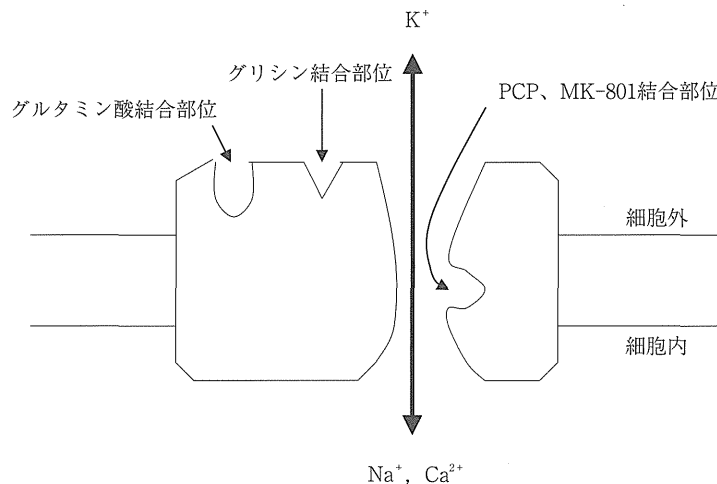 K⁺
グリシン結合部位
PCP、MK-801結合部位
グルタミン酸結合部位
細胞外
細胞内
Na⁺, Ca²⁺